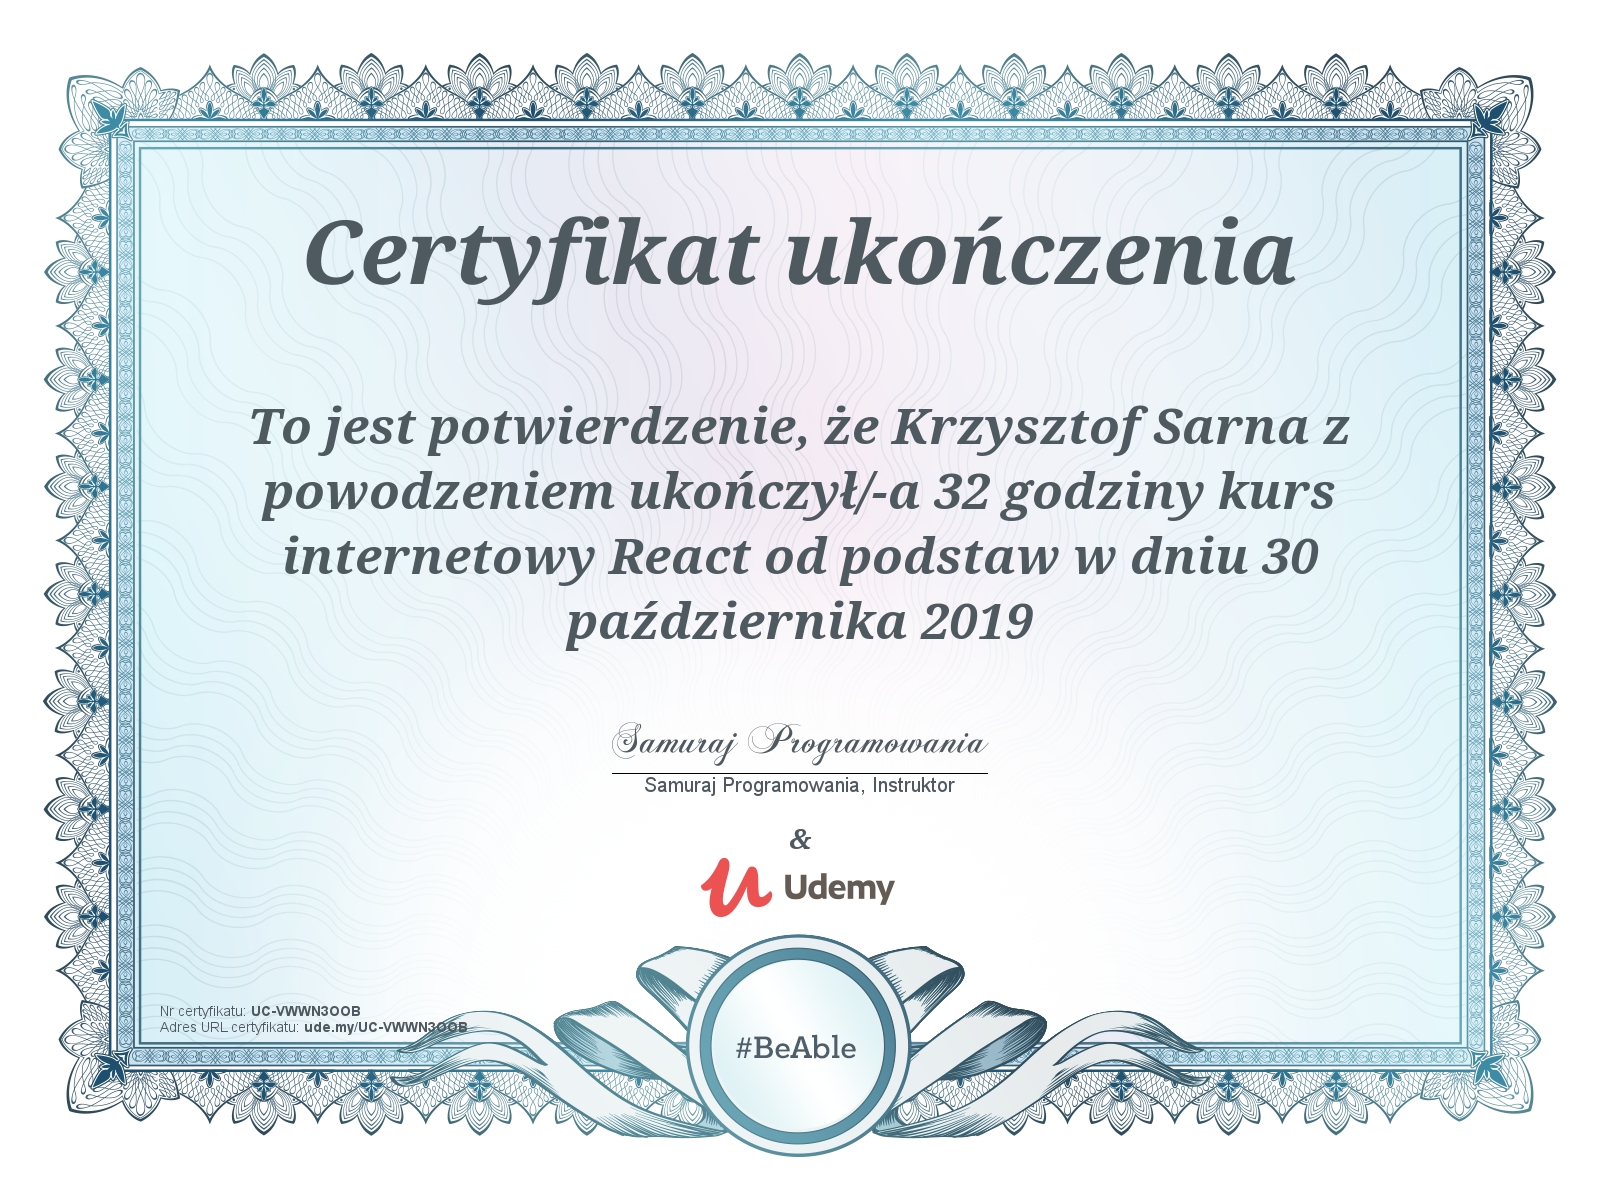 Certyfikat ukończenia
To jest potwierdzenie, że Krzysztof Sarna z
powodzeniem ukończył/-a 32 godziny kurs
internetowy React od podstaw w dniu 30
października 2019
Samuraj Programowania
Samuraj Programowania, Instruktor
&
Udemy
Nr certyfikatu: UC-VWWN3OOB
Adres URL certyfikatu: ude.my/UC-VWWN3OOB
#BeAble